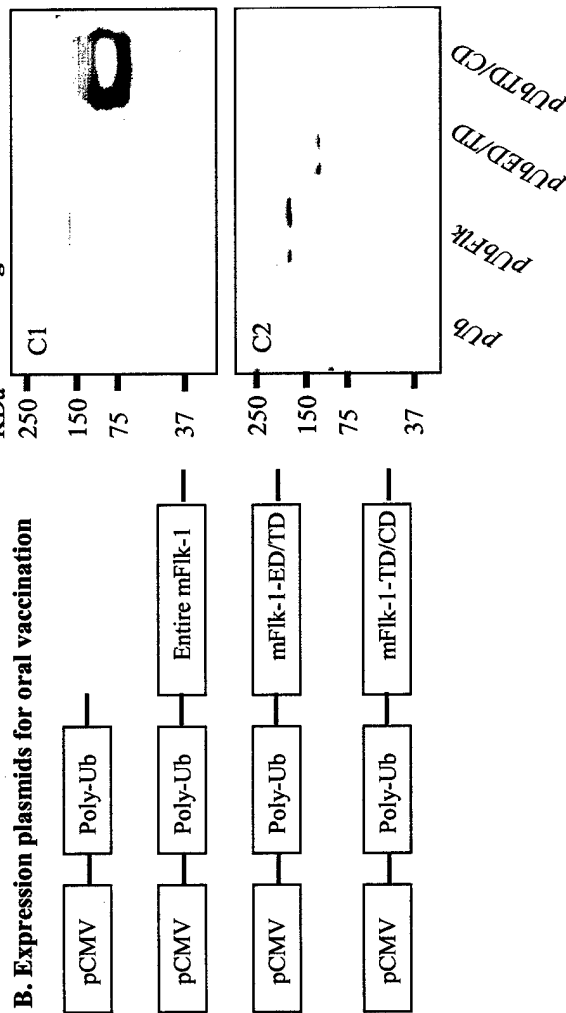 B. Expression plasmids for oral vaccination
pCMV Poly-Ub
pCMV Poly-Ub Entire mFlk-1
pCMV Poly-Ub mFlk-1-ED/TD
pCMV Poly-Ub mFlk-1-TD/CD
250
150
75
37
C1
250
150
75
37
C2
pUb
pUbFlk
pUbED/TD
pUbTD/CD